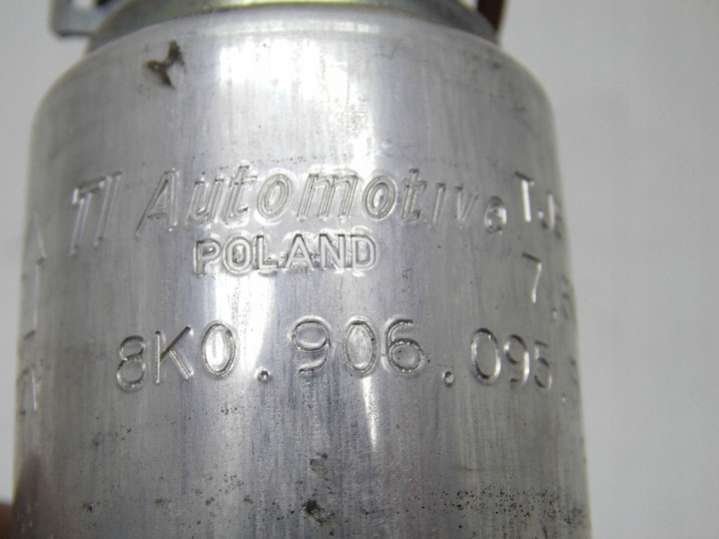 TI Automotive
POLAND
8K0.906.095